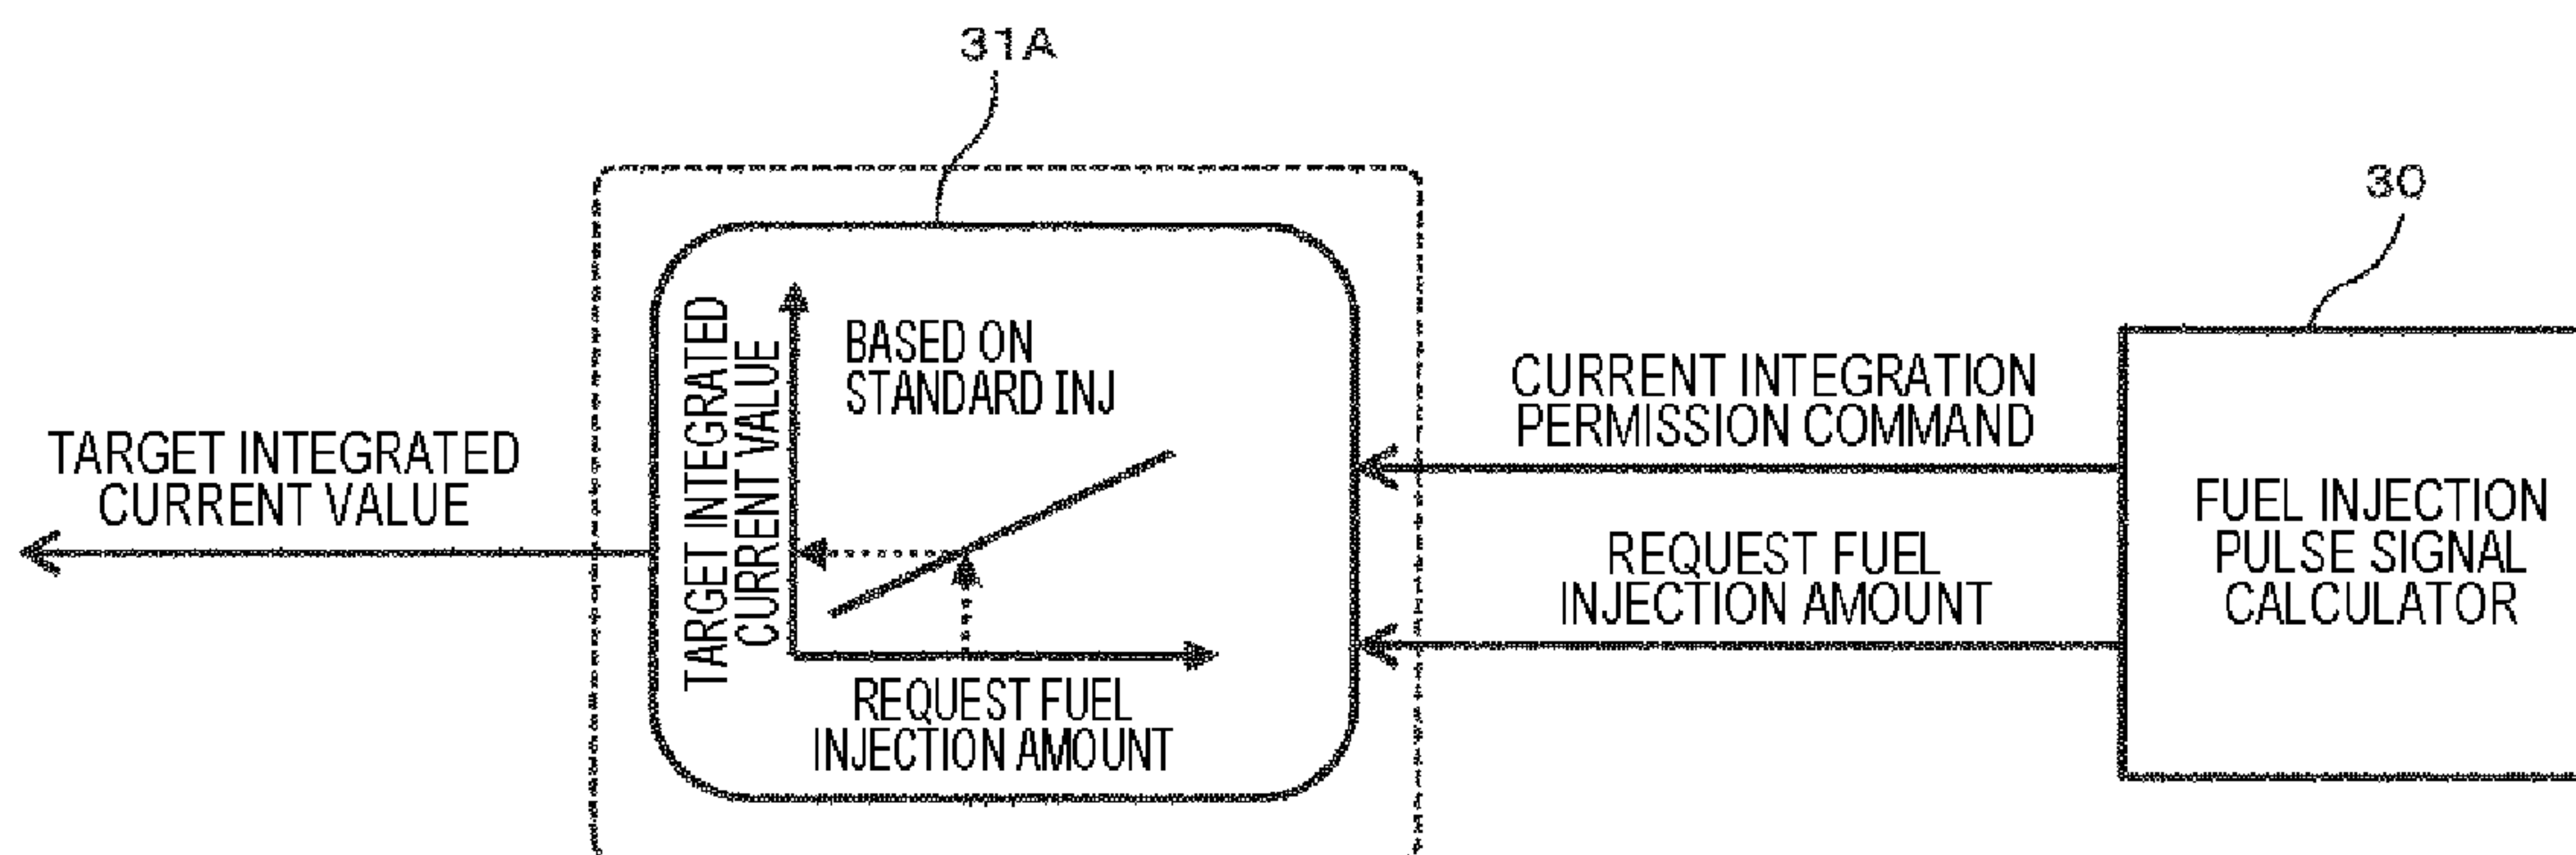 31A
30
TARGET INTEGRATED
CURRENT VALUE
TARGET INTEGRATED
CURRENT VALUE
BASED ON
STANDARD INJ
REQUEST FUEL
INJECTION AMOUNT
CURRENT INTEGRATION
PERMISSION COMMAND
REQUEST FUEL
INJECTION AMOUNT
FUEL INJECTION
PULSE SIGNAL
CALCULATOR